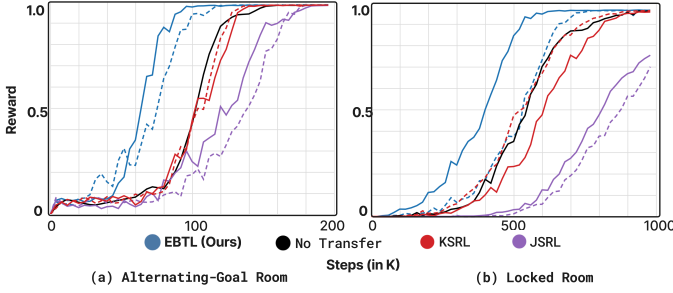 1.0
Reward
0.5
0
0
100
200
1.0
0.5
0
0
500
1000
EBTL (Ours)
No Transfer
KSRL
JSRL
Steps (in K)
(a) Alternating-Goal Room
(b) Locked Room